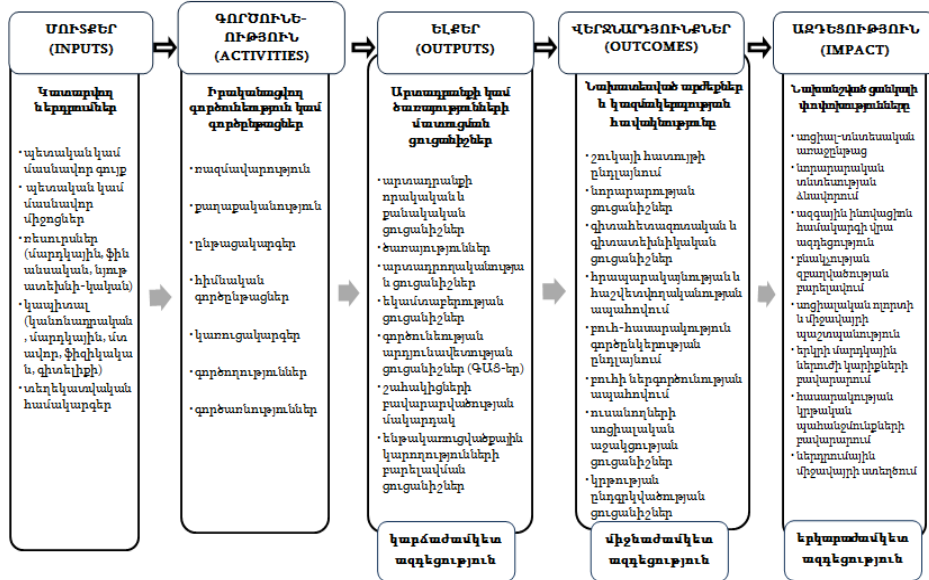 ՄՈՒՏՔԵՐ
(INPUTS)
Կատարվող
ներդրումներ
· պետական կամ
մասնավոր գույք
· պետական կամ
մասնավոր
միջոցներ
· ռեսուրսներ
(մարդկային, ֆին
անսական, նյութ
ատեխնի-կական)
· կապիտալ
(կանոնադրական
, մարդկային, մտ
ավոր, ֆիզիկակա
ն, գիտելիքի)
· տեղեկատվական
համակարգեր
ԳՈՐԾՈՒՆԵ-
ՈՒԹՅՈՒՆ
(ACTIVITIES)
Իրականացվող
գործունեություն կամ
գործընթացներ
· ռազմավարություն
· քաղաքականություն
· ընթացակարգեր
· հիմնական
գործընթացներ
· կառուցակարգեր
· գործողություններ
· գործառնություններ
ԵԼՔԵՐ
(OUTPUTS)
Արտադրանքի կամ
ծառայությունների
մատուցման
ցուցանիշներ
· արտադրանքի
որակական և
քանակական
ցուցանիշներ
· ծառայություններ
· արտադրողականությա
ն ցուցանիշներ
· եկամտաբերության
ցուցանիշներ
· գործունեության
արդյունավետության
ցուցանիշներ (ԳԱՑ-եր)
· շահակիցների
բավարարվածության
մակարդակ
· ենթակառուցվածքային
կարողությունների
բարելավման
ցուցանիշներ
կարճաժամկետ
ազդեցություն
ՎԵՐՋՆԱՐԴՅՈՒՆՔՆԵՐ
(OUTCOMES)
Նախատեսված արժեքներ
և կազմակերպության
հավակնությունը
· շուկայի հատույթի
ընդլայնում
· նորարարության
ցուցանիշներ
· գիտահետազոտական և
գիտատեխնիկական
ցուցանիշներ
· հրապարակայնության և
հաշվետվողականության
ապահովում
· բուհ-հասարակություն
գործընկերության
ընդլայնում
· բուհի ներգործունության
ապահովում
· ուսանողների
սոցիալական
աջակցության
ցուցանիշներ
· կրթության
ընդգրկվածության
ցուցանիշներ
միջնաժամկետ
ազդեցություն
ԱԶԴԵՑՈՒԹՅՈՒՆ
(IMPACT)
Նախանշված ցանկալի
փոփոխությունները
· սոցիալ-տնտեսական
առաջընթաց
· նորարարական
տնտեսության
ձևավորում
· ազգային ինովացիոն
համակարգի վրա
ազդեցություն
· բնակչության
զբաղվածության
բարելավում
· սոցիալական ոլորտի
և միջավայրի
պաշտպանություն
· երկրի մարդկային
ներուժի կարիքների
բավարարում
· հասարակության
կրթական
պահանջմունքների
բավարարում
· ներդրումային
միջավայրի ստեղծում
երկարաժամկետ
ազդեցություն